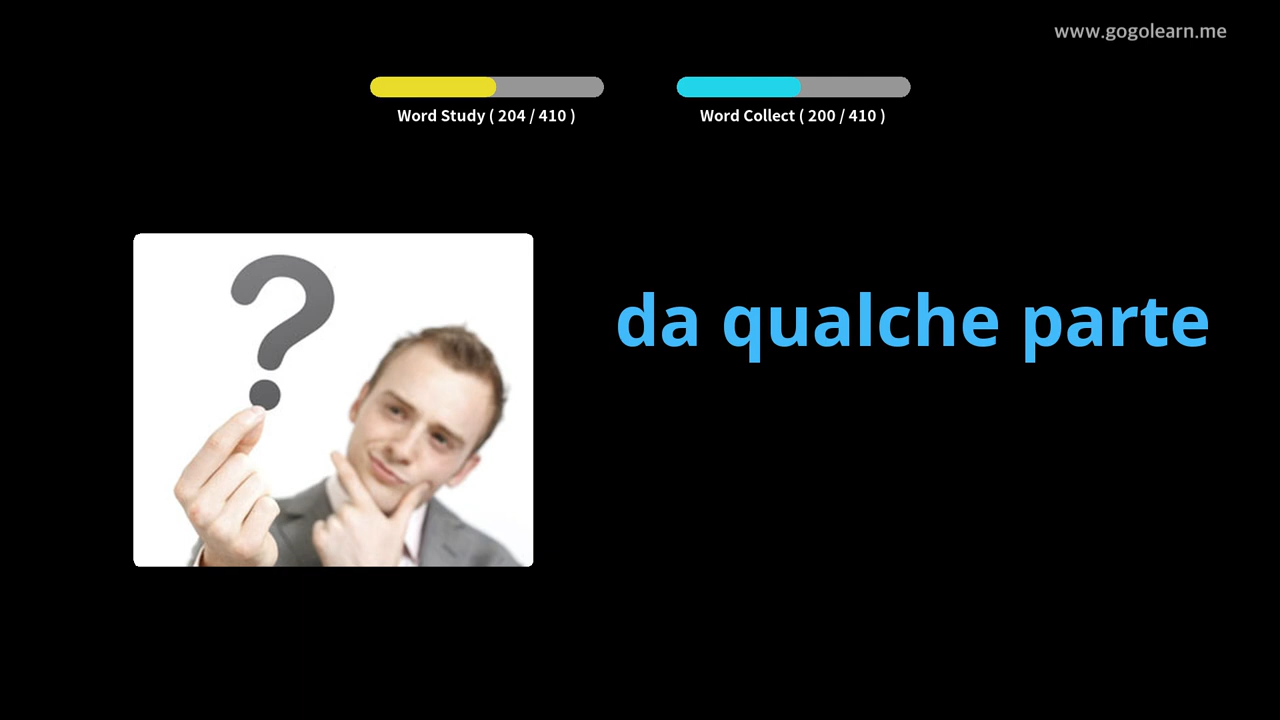 www.gogolearn.me
Word Study ( 204 / 410 )
Word Collect ( 200 / 410 )
?
da qualche parte